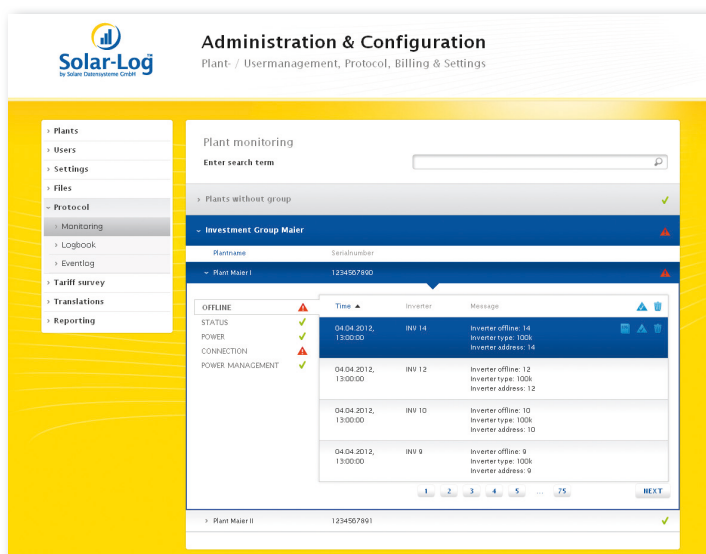 Solar-Log
by Solare Datensysteme GmbH
Administration & Configuration
Plant- / Usermanagement, Protocol, Billing & Settings
› Plants
› Users
› Settings
› Files
Protocol
› Monitoring
› Logbook
› Eventlog
› Tariff survey
› Translations
› Reporting
Plant monitoring
Enter search term
› Plants without group
Investment Group Maier
Plantname Serialnumber
Plant Maier I 1234567890
OFFLINE
STATUS
POWER
CONNECTION
POWER MANAGEMENT
Time ▲ Inverter Message
04.04.2012, INV 14 Inverter offline: 14
13:00:00 Inverter type: 100k
Inverter address: 14
04.04.2012, INV 12 Inverter offline: 12
13:00:00 Inverter type: 100k
Inverter address: 12
04.04.2012, INV 10 Inverter offline: 10
13:00:00 Inverter type: 100k
Inverter address: 10
04.04.2012, INV 9 Inverter offline: 9
13:00:00 Inverter type: 100k
Inverter address: 9
1 2 3 4 5 ... 75 NEXT
› Plant Maier II 1234567891